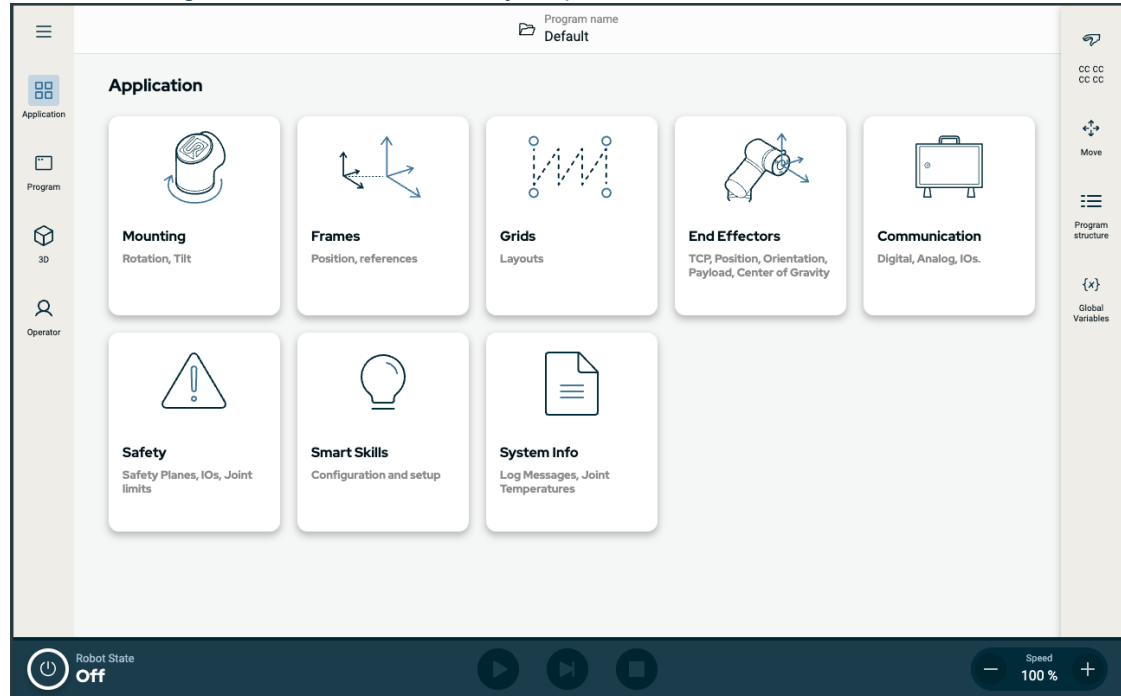 Program name
Default
CC CC
CC CC
Application
Application
Move
Program
Mounting
Rotation, Tilt
Frames
Position, references
Grids
Layouts
End Effectors
TCP, Position, Orientation,
Payload, Center of Gravity
Communication
Digital, Analog, IOs.
Program
structure
3D
{x}
Global
Variables
Operator
Safety
Safety Planes, IOs, Joint
limits
Smart Skills
Configuration and setup
System Info
Log Messages, Joint
Temperatures
Robot State
Off
Speed
100 %